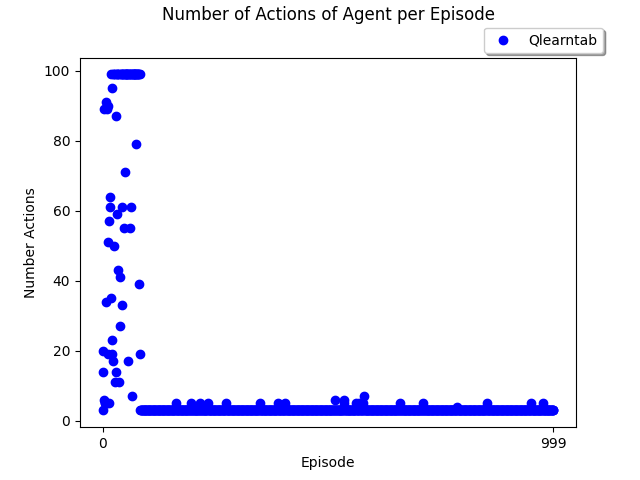 Number of Actions of Agent per Episode
Qlearntab
100
80
60
40
20
0
Number Actions
0 999
Episode